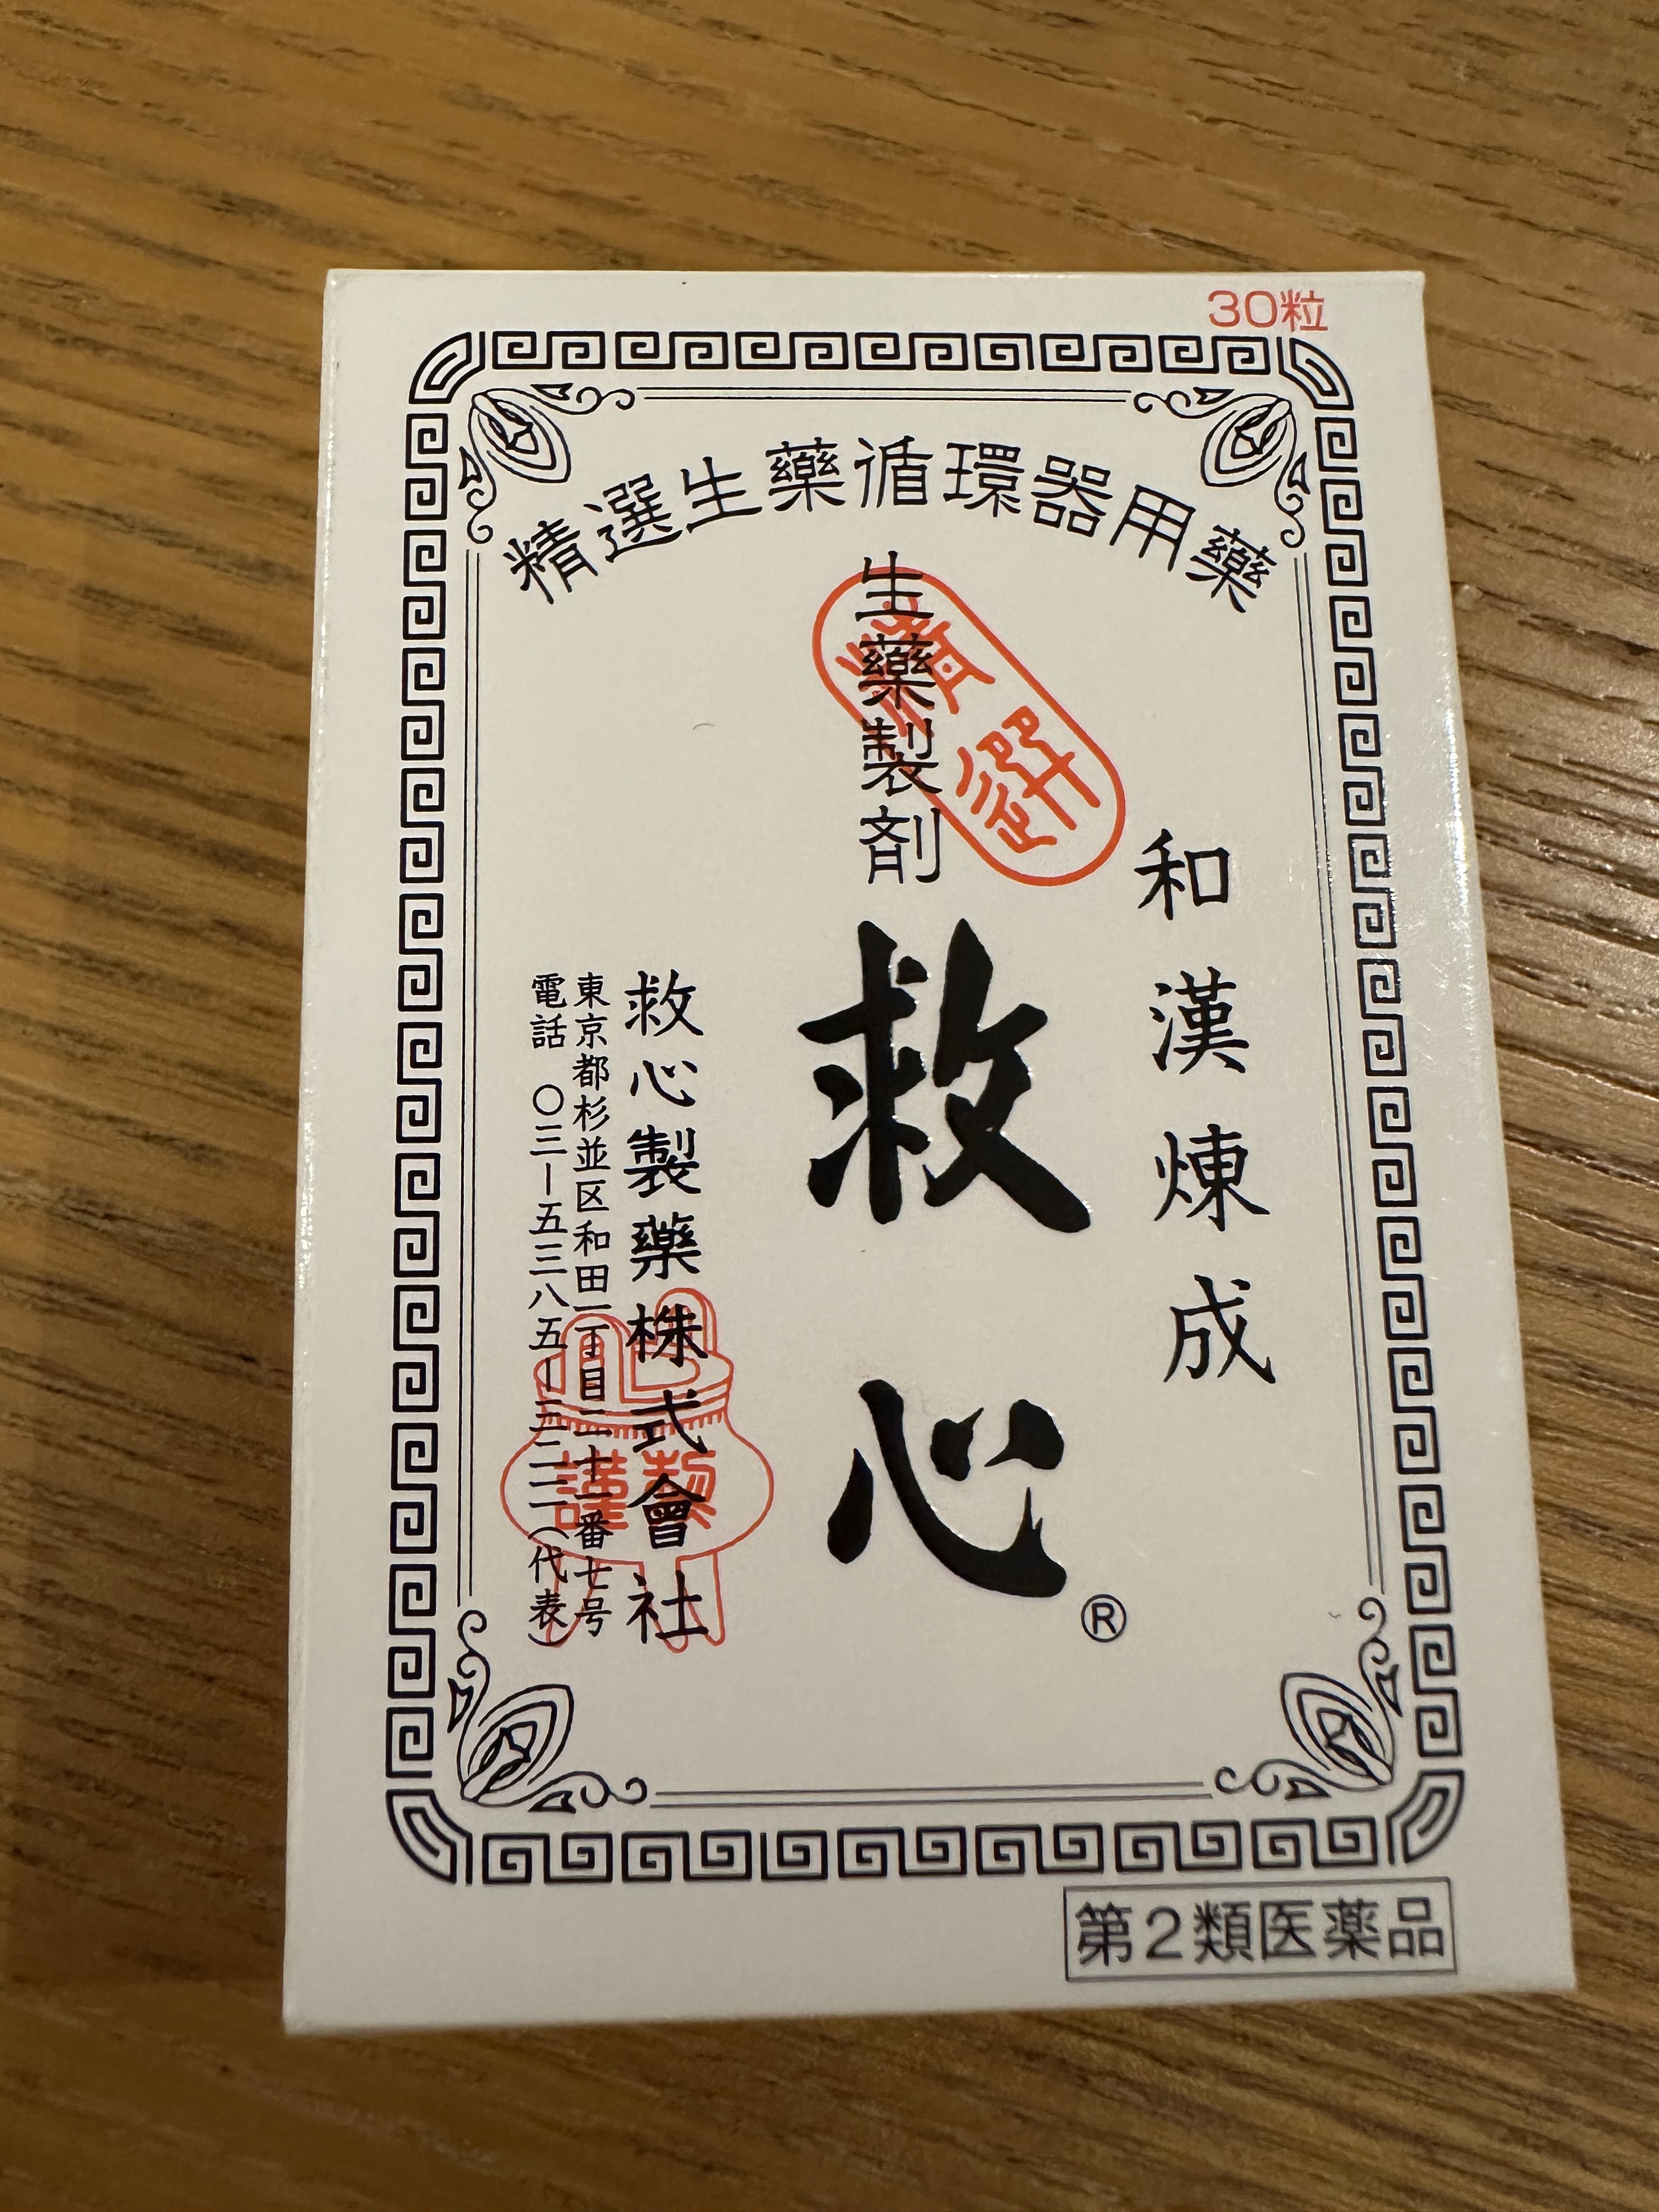 30粒
精選生藥循環器用藥
和漢煉成
生藥製剤
救心®
救心製藥株式會社
東京都杉並区和田一丁目二十一番七号
電話 〇三ー五三八五ー三二一一(代表)
謹製
第2類医薬品